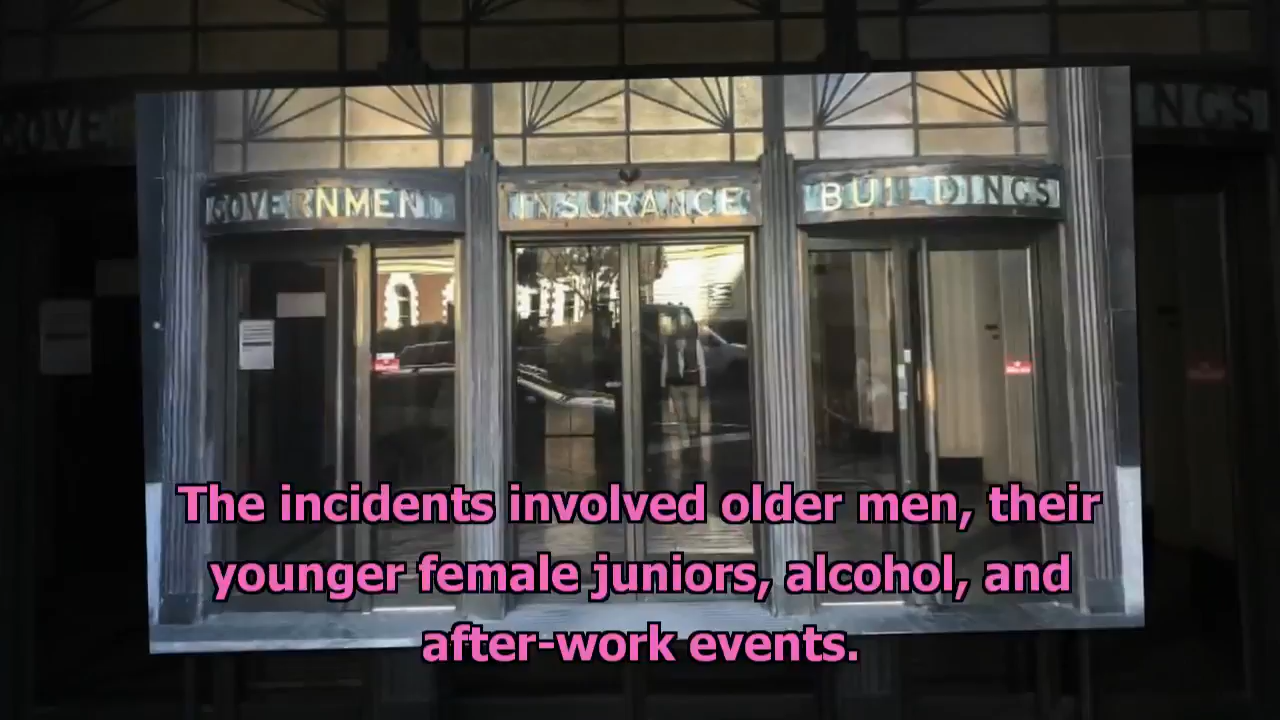 GOVERNMENT INSURANCE BUILDINGS
The incidents involved older men, their
younger female juniors, alcohol, and
after-work events.